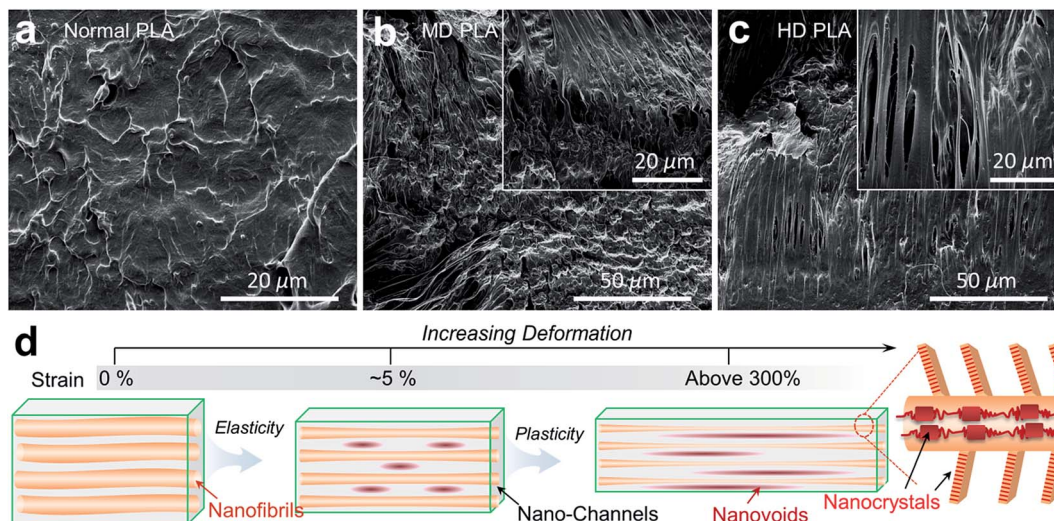 a Normal PLA
20 μm
b MD PLA
20 μm
50 μm
c HD PLA
20 μm
50 μm
d
Increasing Deformation
Strain 0 % ~5 % Above 300%
Elasticity
Plasticity
Nanofibrils
Nano-Channels
Nanovoids
Nanocrystals